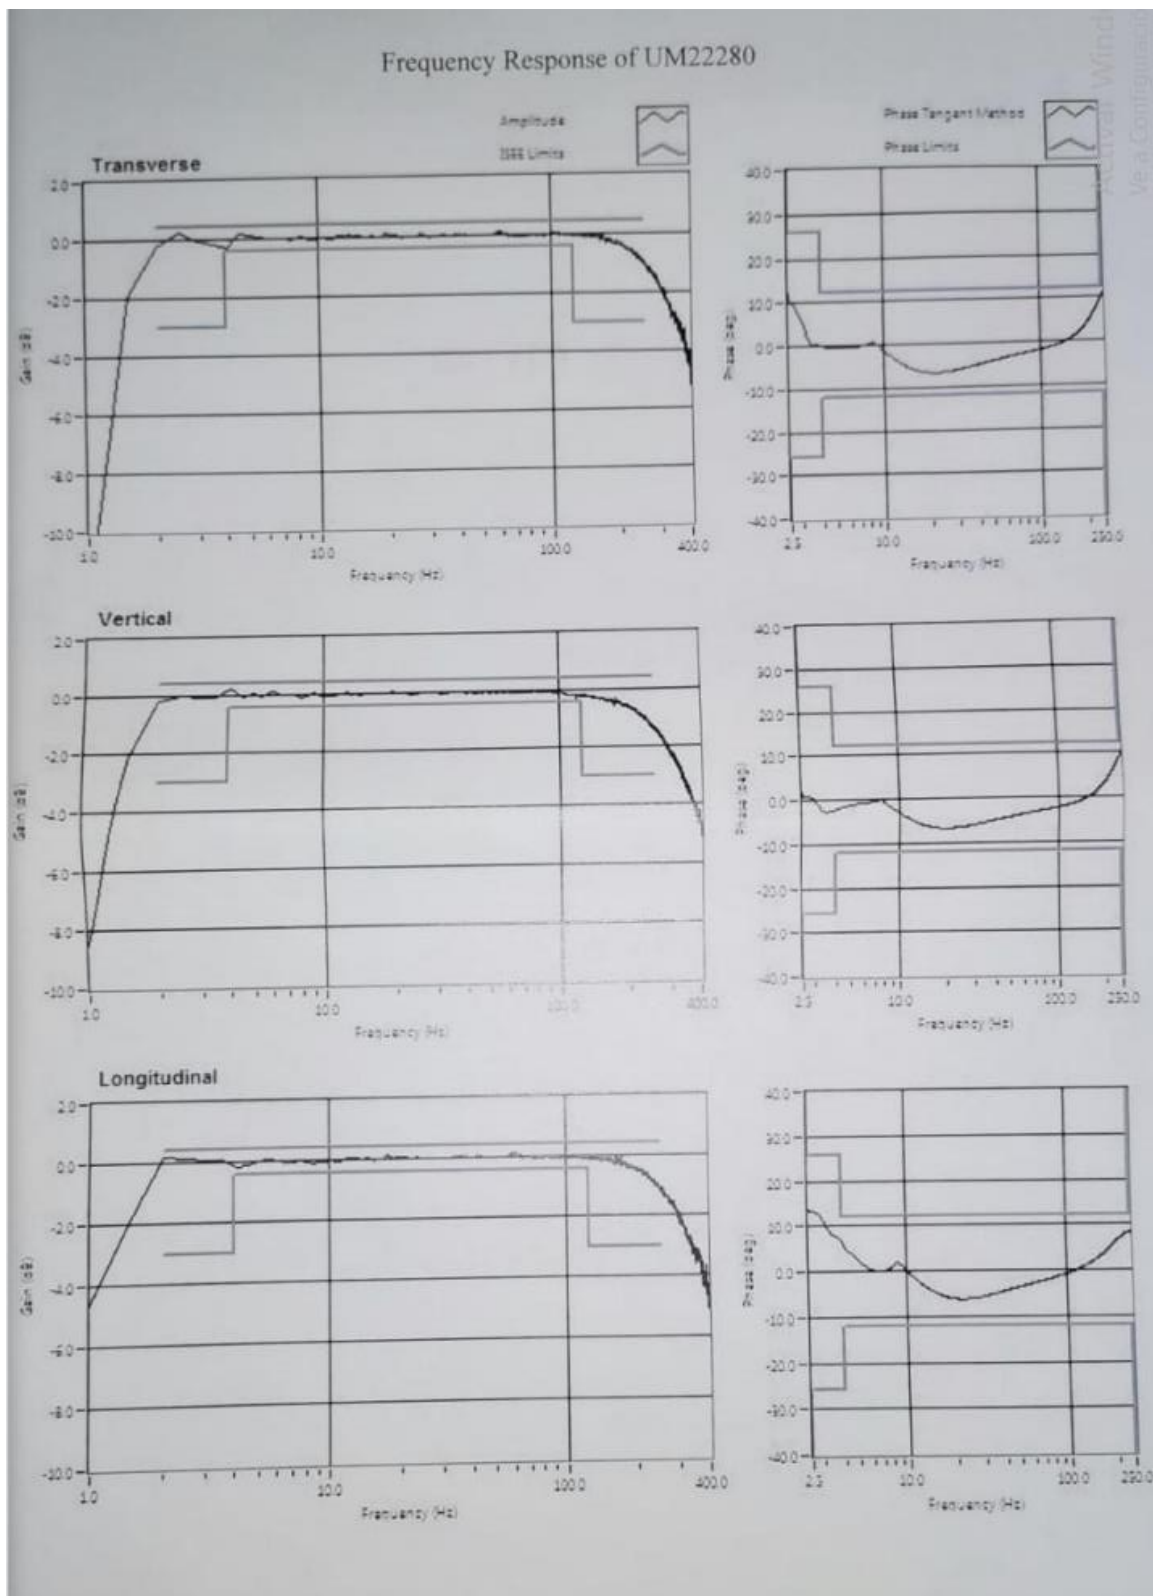 Activar Wind
Ve a Configuració
Frequency Response of UM22280
Amplitude
ISEE Limits
Phase Tangent Method
Phase Limits
Transverse
2.0
0.0
-2.0
-4.0
-6.0
-8.0
-10.0
Gain (dB)
1.0 10.0 100.0 400.0
Frequency (Hz)
40.0
30.0
20.0
10.0
0.0
-10.0
-20.0
-30.0
-40.0
Phase (deg)
2.5 10.0 100.0 250.0
Frequency (Hz)
Vertical
2.0
0.0
-2.0
-4.0
-6.0
-8.0
-10.0
Gain (dB)
1.0 10.0 100.0 400.0
Frequency (Hz)
40.0
30.0
20.0
10.0
0.0
-10.0
-20.0
-30.0
-40.0
Phase (deg)
2.5 10.0 100.0 250.0
Frequency (Hz)
Longitudinal
2.0
0.0
-2.0
-4.0
-6.0
-8.0
-10.0
Gain (dB)
1.0 10.0 100.0 400.0
Frequency (Hz)
40.0
30.0
20.0
10.0
0.0
-10.0
-20.0
-30.0
-40.0
Phase (deg)
2.5 10.0 100.0 250.0
Frequency (Hz)